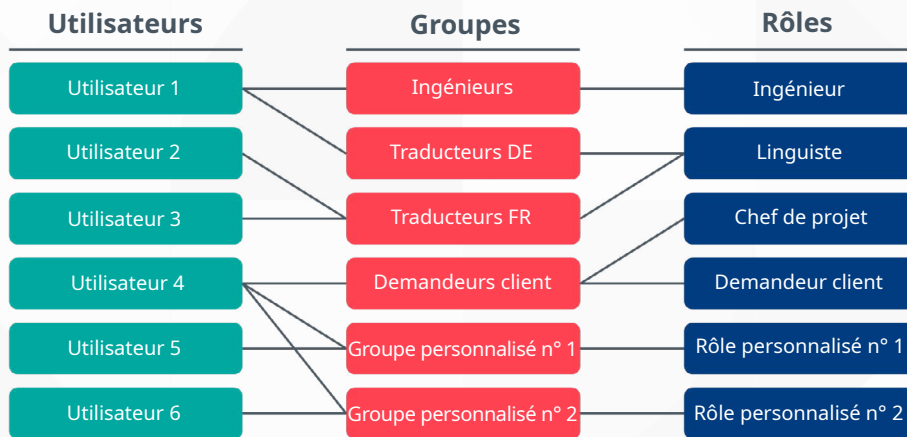 Utilisateurs Groupes Rôles
Utilisateur 1 Ingénieurs Ingénieur
Utilisateur 2 Traducteurs DE Linguiste
Utilisateur 3 Traducteurs FR Chef de projet
Utilisateur 4 Demandeurs client Demandeur client
Utilisateur 5 Groupe personnalisé n° 1 Rôle personnalisé n° 1
Utilisateur 6 Groupe personnalisé n° 2 Rôle personnalisé n° 2